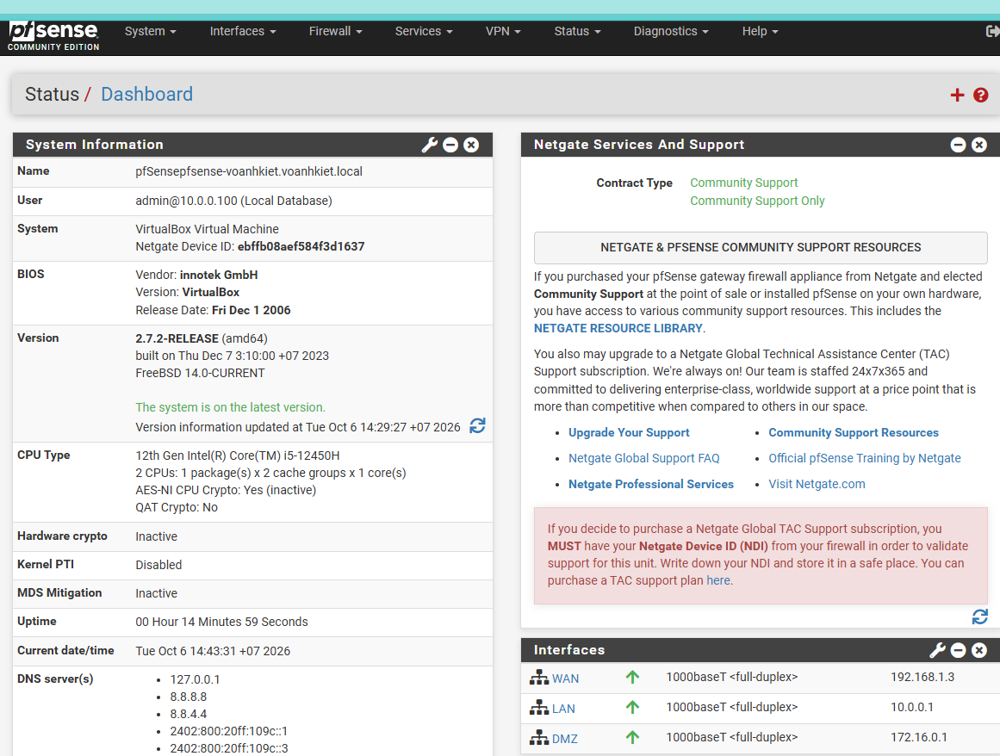 pfsense
COMMUNITY EDITION
System Interfaces Firewall Services VPN Status Diagnostics Help
Status / Dashboard
System Information
Name pfSensepfsense-voanhkiet.voanhkiet.local
User admin@10.0.0.100 (Local Database)
System VirtualBox Virtual Machine
Netgate Device ID: ebffb08aef584f3d1637
BIOS Vendor: innotek GmbH
Version: VirtualBox
Release Date: Fri Dec 1 2006
Version 2.7.2-RELEASE (amd64)
built on Thu Dec 7 3:10:00 +07 2023
FreeBSD 14.0-CURRENT
The system is on the latest version.
Version information updated at Tue Oct 6 14:29:27 +07 2026
CPU Type 12th Gen Intel(R) Core(TM) i5-12450H
2 CPUs: 1 package(s) x 2 cache groups x 1 core(s)
AES-NI CPU Crypto: Yes (inactive)
QAT Crypto: No
Hardware crypto Inactive
Kernel PTI Disabled
MDS Mitigation Inactive
Uptime 00 Hour 14 Minutes 59 Seconds
Current date/time Tue Oct 6 14:43:31 +07 2026
DNS server(s) • 127.0.0.1
• 8.8.8.8
• 8.8.4.4
• 2402:800:20ff:109c::1
• 2402:800:20ff:109c::3
Netgate Services And Support
Contract Type Community Support
Community Support Only
NETGATE & PFSENSE COMMUNITY SUPPORT RESOURCES
If you purchased your pfSense gateway firewall appliance from Netgate and elected
Community Support at the point of sale or installed pfSense on your own hardware,
you have access to various community support resources. This includes the
NETGATE RESOURCE LIBRARY.
You also may upgrade to a Netgate Global Technical Assistance Center (TAC)
Support subscription. We're always on! Our team is staffed 24x7x365 and
committed to delivering enterprise-class, worldwide support at a price point that is
more than competitive when compared to others in our space.
• Upgrade Your Support • Community Support Resources
• Netgate Global Support FAQ • Official pfSense Training by Netgate
• Netgate Professional Services • Visit Netgate.com
If you decide to purchase a Netgate Global TAC Support subscription, you
MUST have your Netgate Device ID (NDI) from your firewall in order to validate
support for this unit. Write down your NDI and store it in a safe place. You can
purchase a TAC support plan here.
Interfaces
WAN 1000baseT <full-duplex> 192.168.1.3
LAN 1000baseT <full-duplex> 10.0.0.1
DMZ 1000baseT <full-duplex> 172.16.0.1